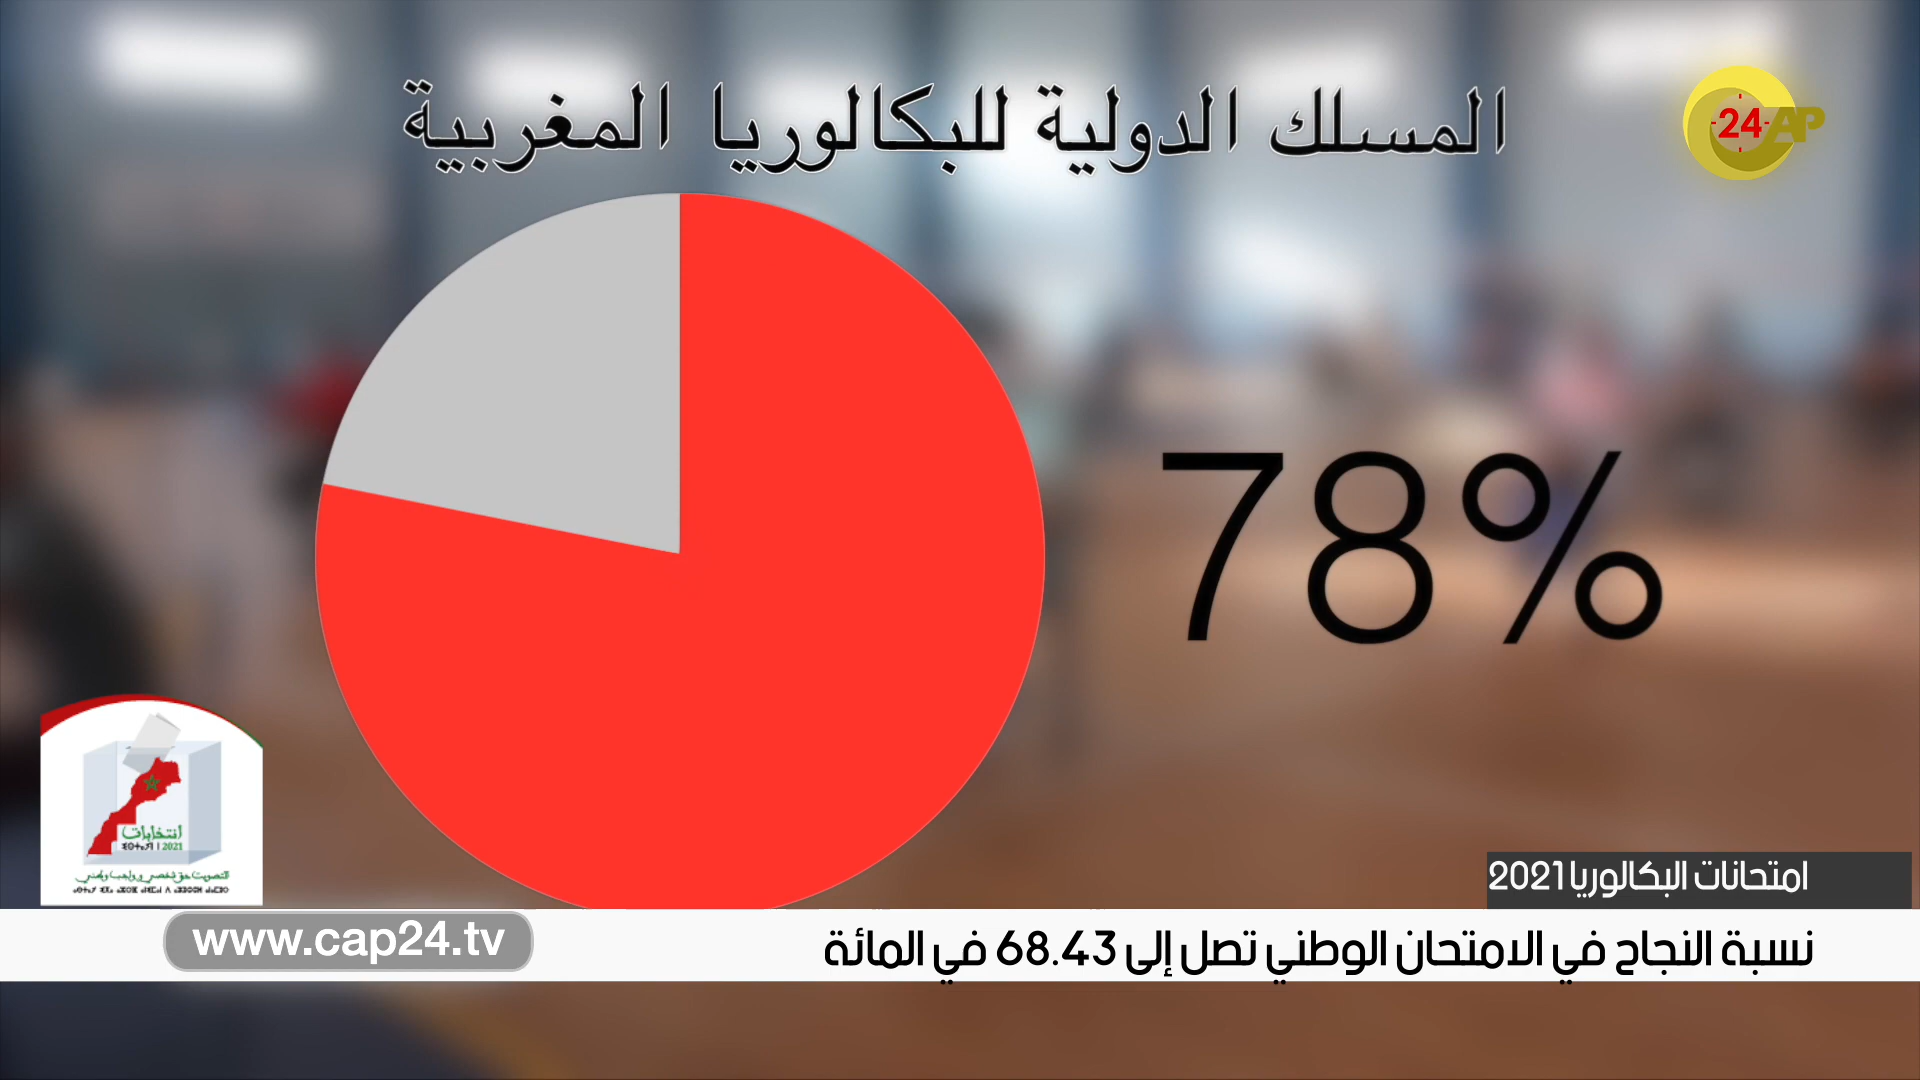 المسلك الدولية للبكالوريا المغربية
24 AP
78%
انتخابات
2021
امتحانات البكالوريا 2021
نسبة النجاح في الامتحان الوطني تصل إلى 68.43 في المائة
www.cap24.tv